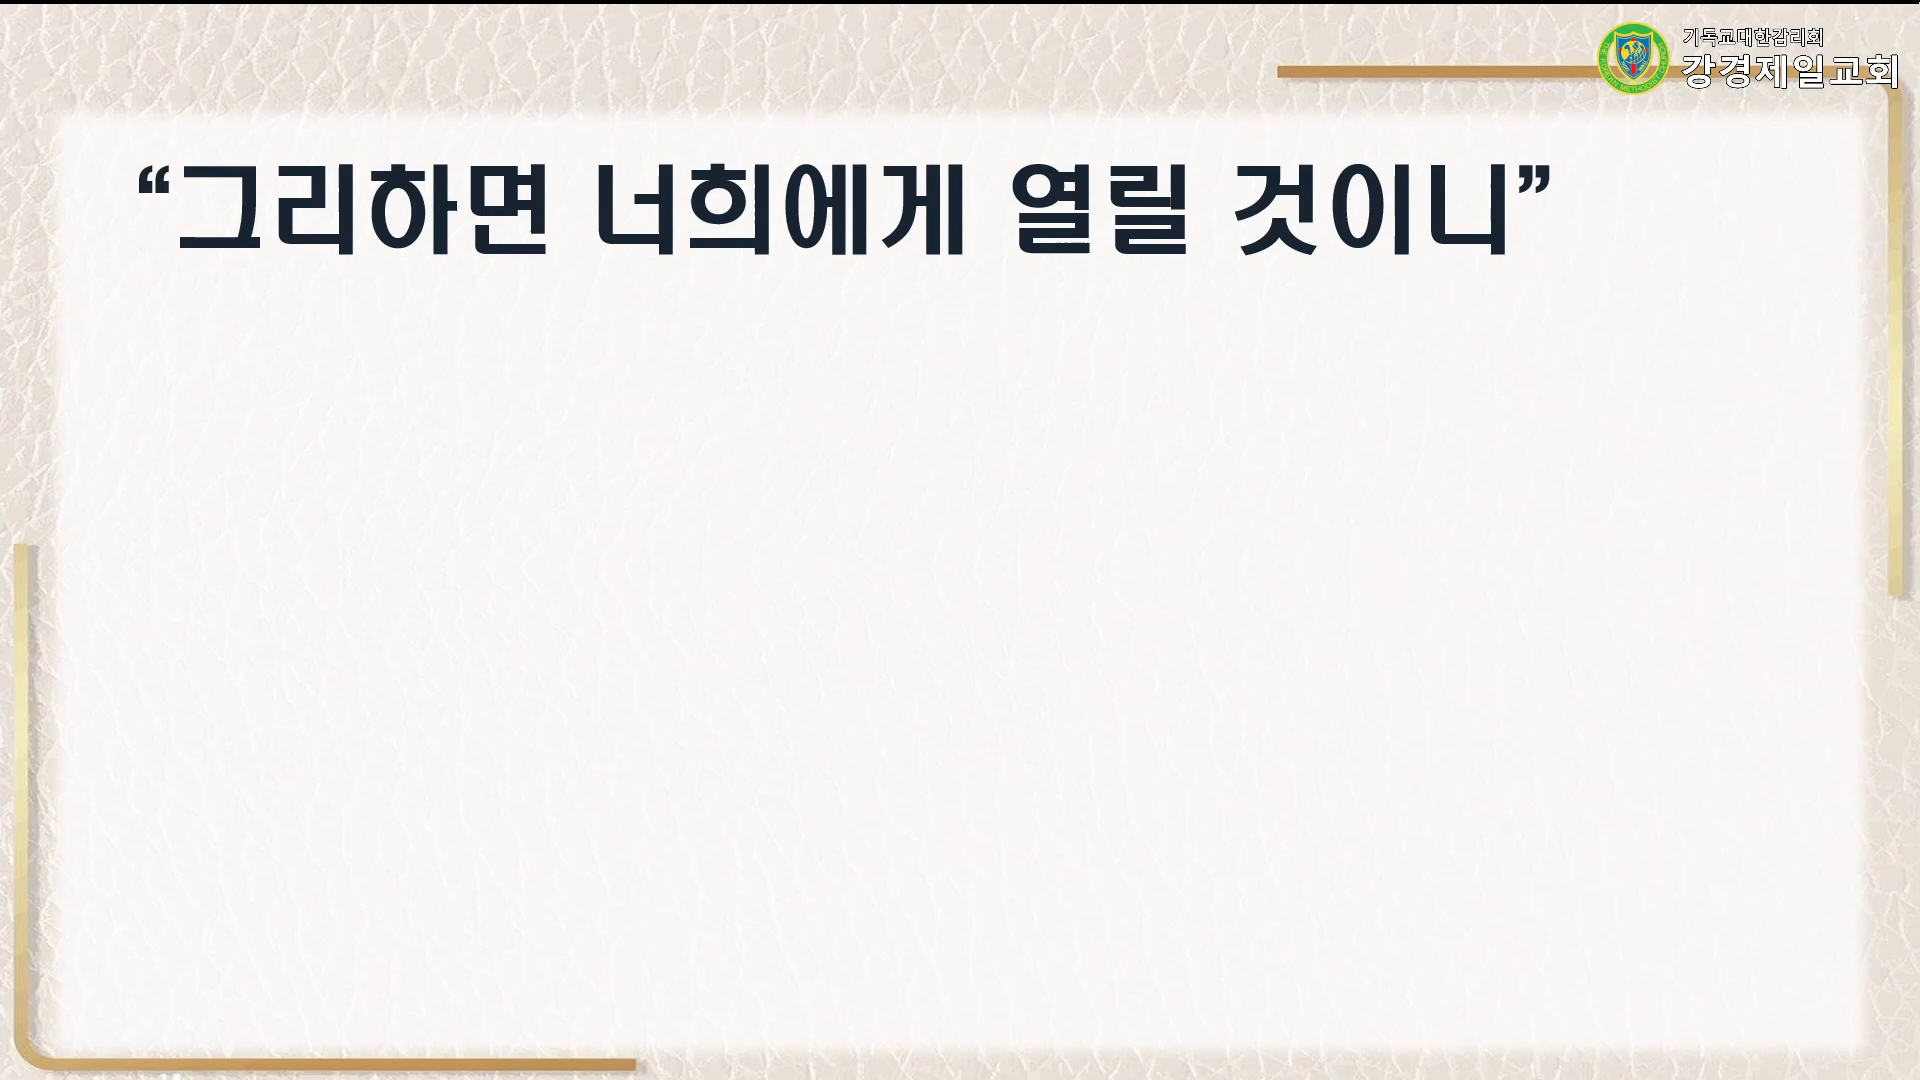 기독교대한감리회
강경제일교회
“그리하면 너희에게 열릴 것이니”